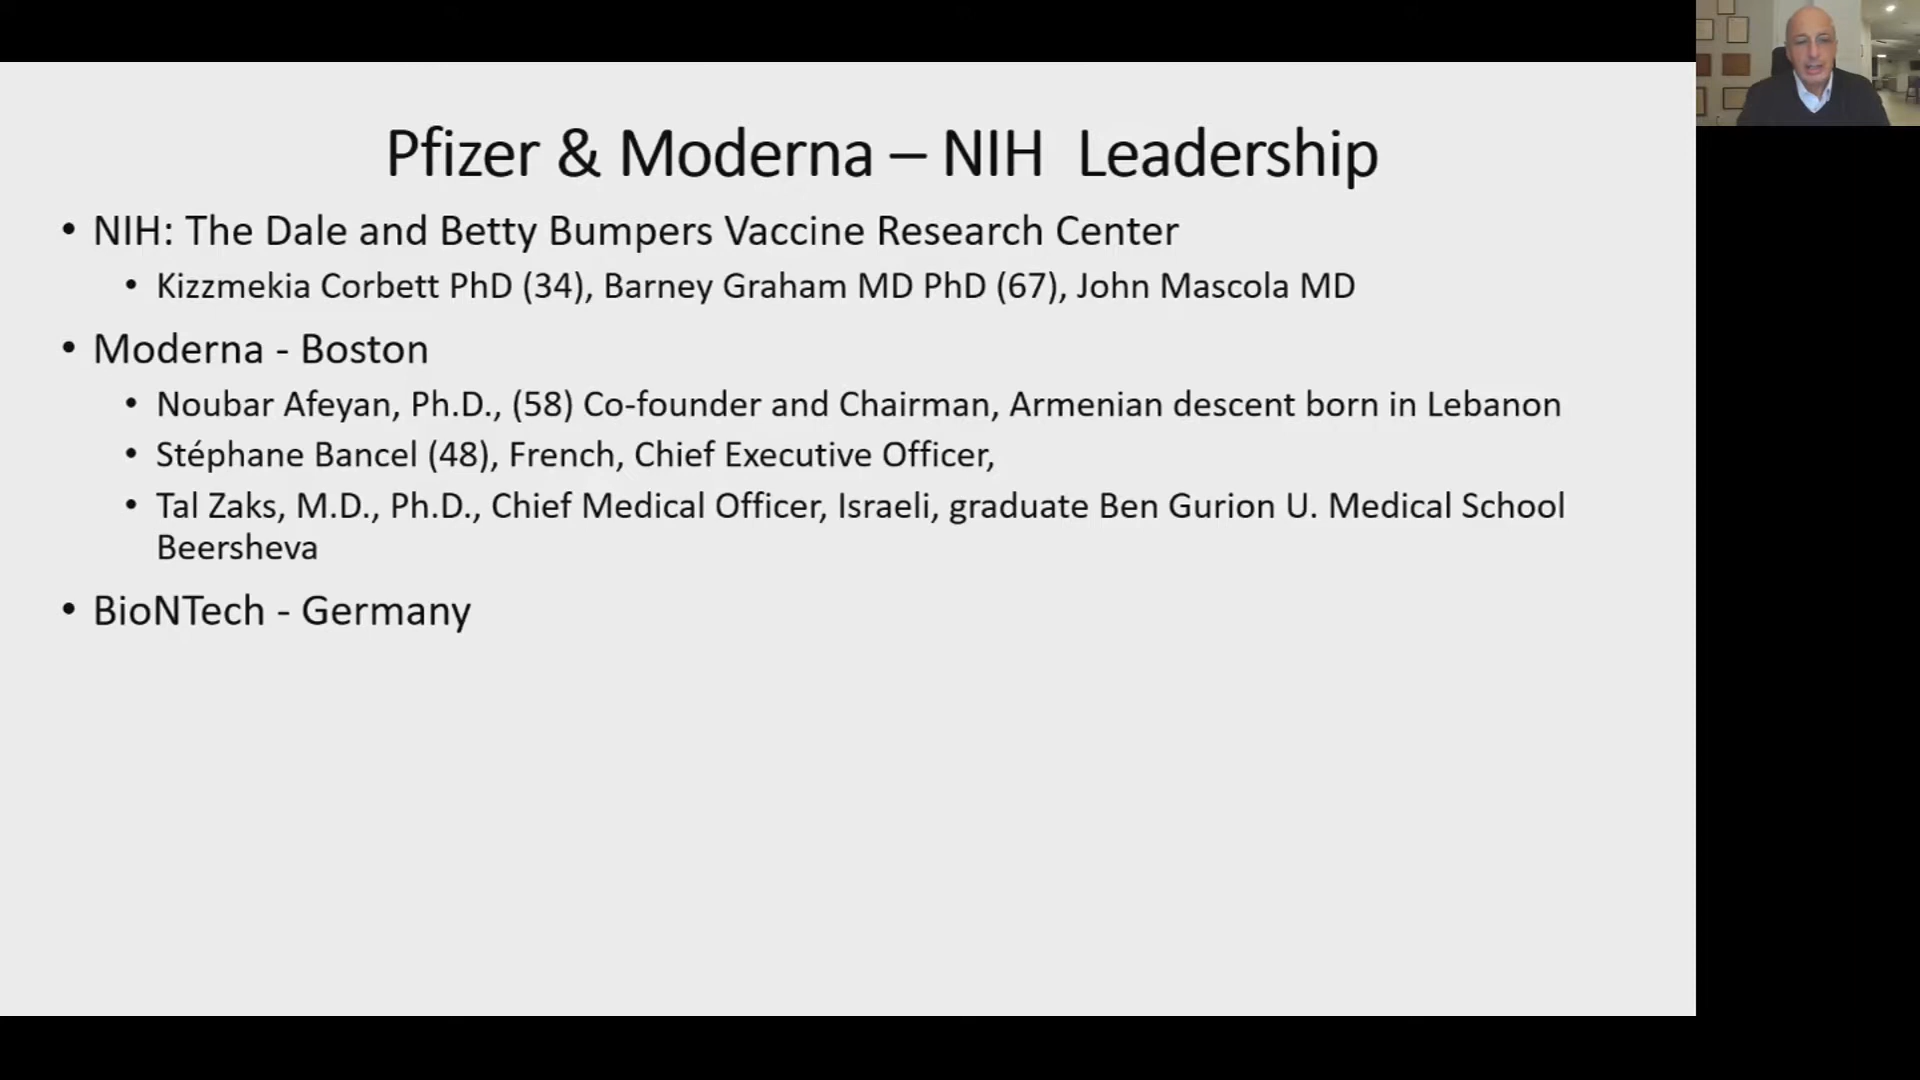 Pfizer & Moderna – NIH Leadership
• NIH: The Dale and Betty Bumpers Vaccine Research Center
• Kizzmekia Corbett PhD (34), Barney Graham MD PhD (67), John Mascola MD
• Moderna - Boston
• Noubar Afeyan, Ph.D., (58) Co-founder and Chairman, Armenian descent born in Lebanon
• Stéphane Bancel (48), French, Chief Executive Officer,
• Tal Zaks, M.D., Ph.D., Chief Medical Officer, Israeli, graduate Ben Gurion U. Medical School
Beersheva
• BioNTech - Germany